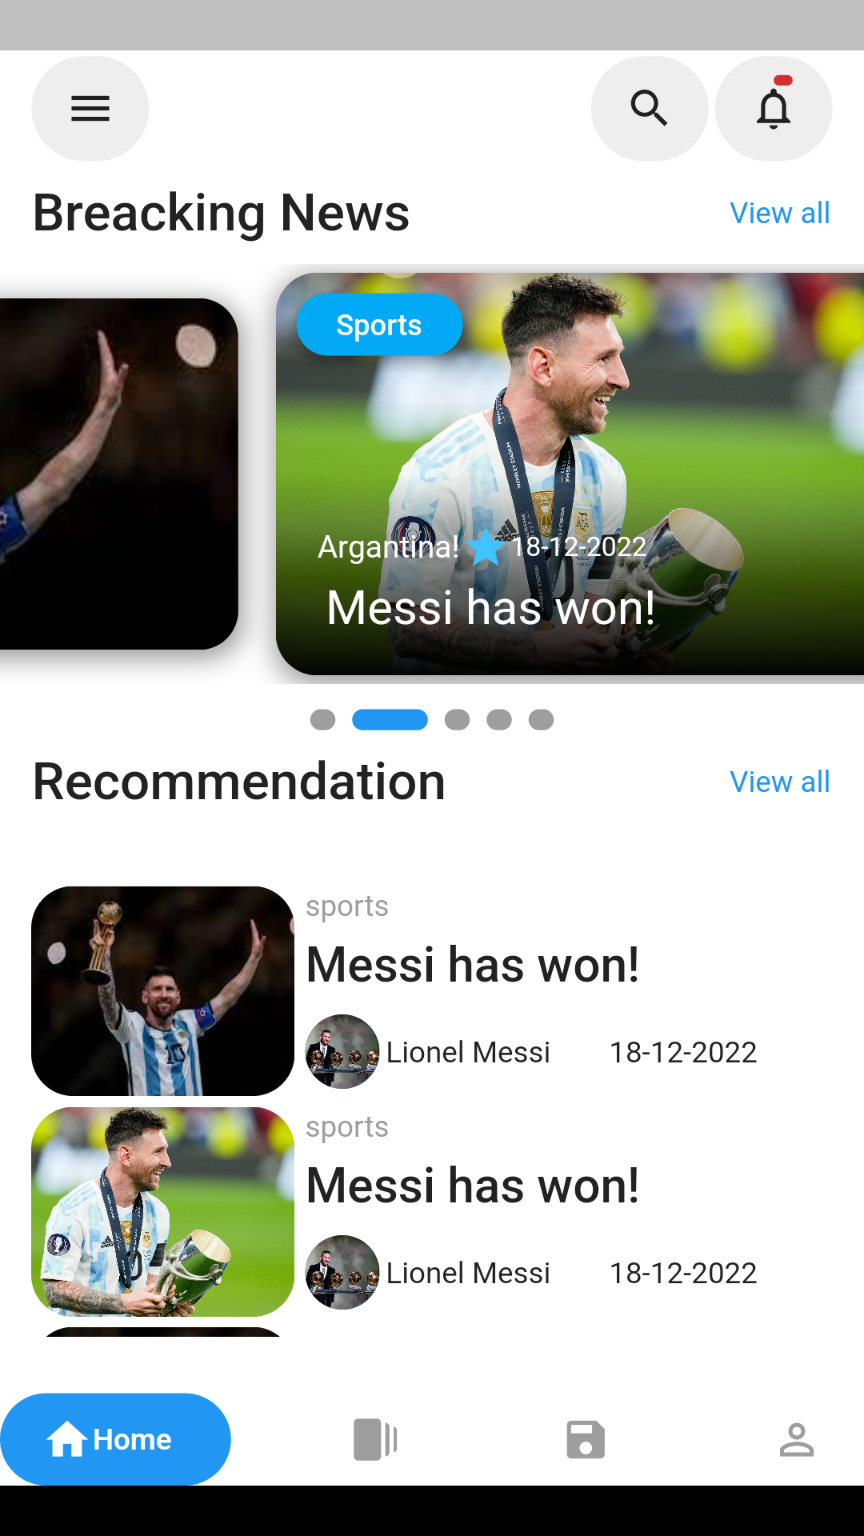 Breacking News
View all
Sports
Argantina!
18-12-2022
Messi has won!
Recommendation
View all
sports
Messi has won!
Lionel Messi
18-12-2022
sports
Messi has won!
Lionel Messi
18-12-2022
Home